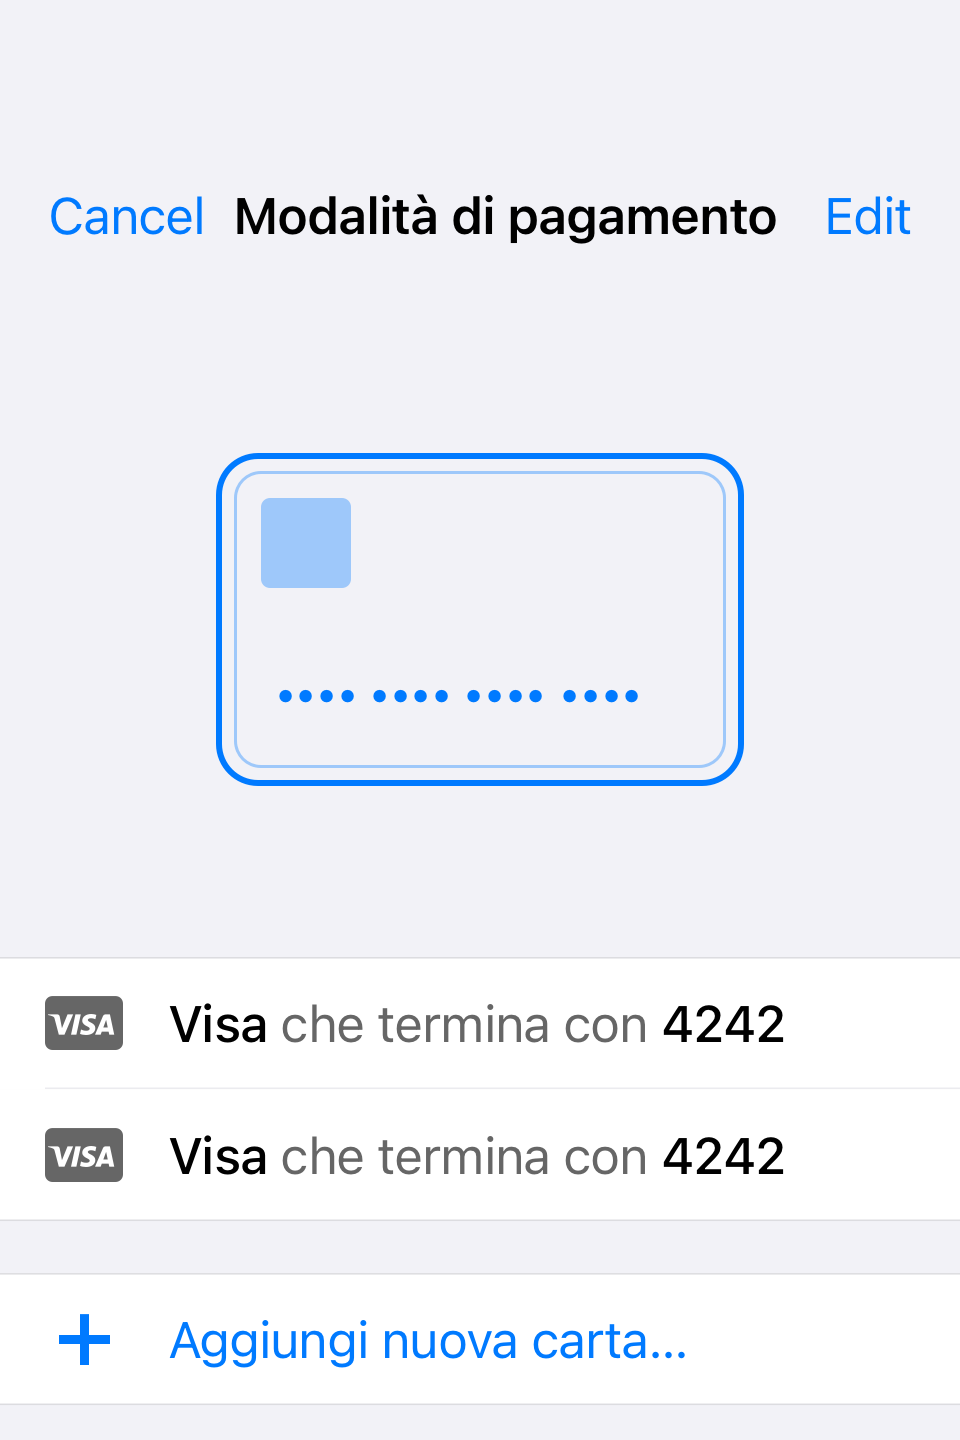 Cancel Modalità di pagamento Edit
VISA Visa che termina con 4242
VISA Visa che termina con 4242
Aggiungi nuova carta...